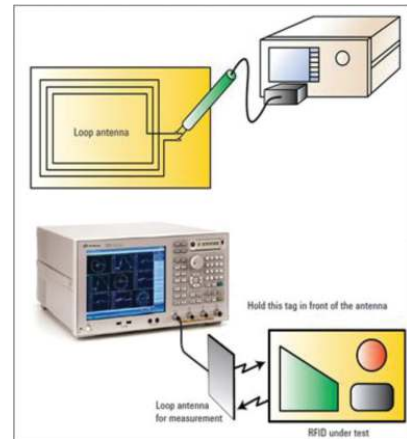 Loop antenna
Hold this tag in front of the antenna
Loop antenna
for measurement
RFID under test